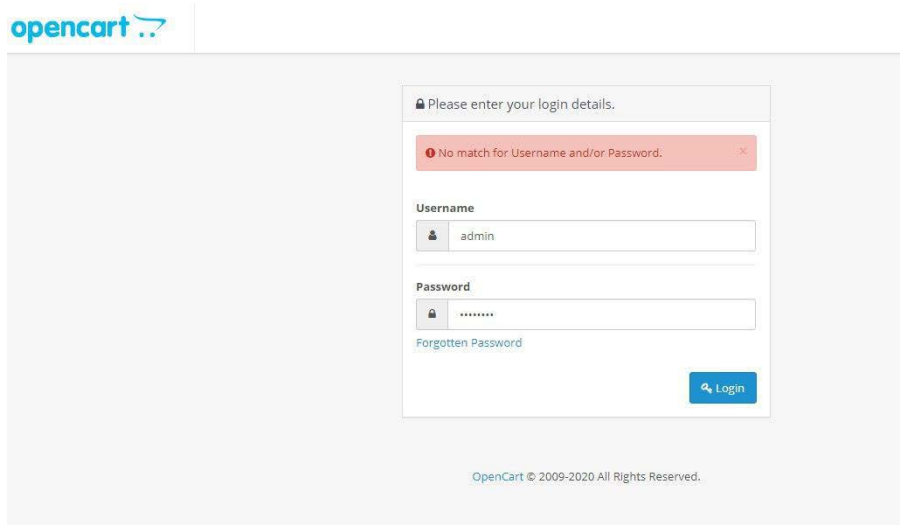 opencart
Please enter your login details.
No match for Username and/or Password. ×
Username
admin
Password
••••••••
Forgotten Password
Login
OpenCart © 2009-2020 All Rights Reserved.